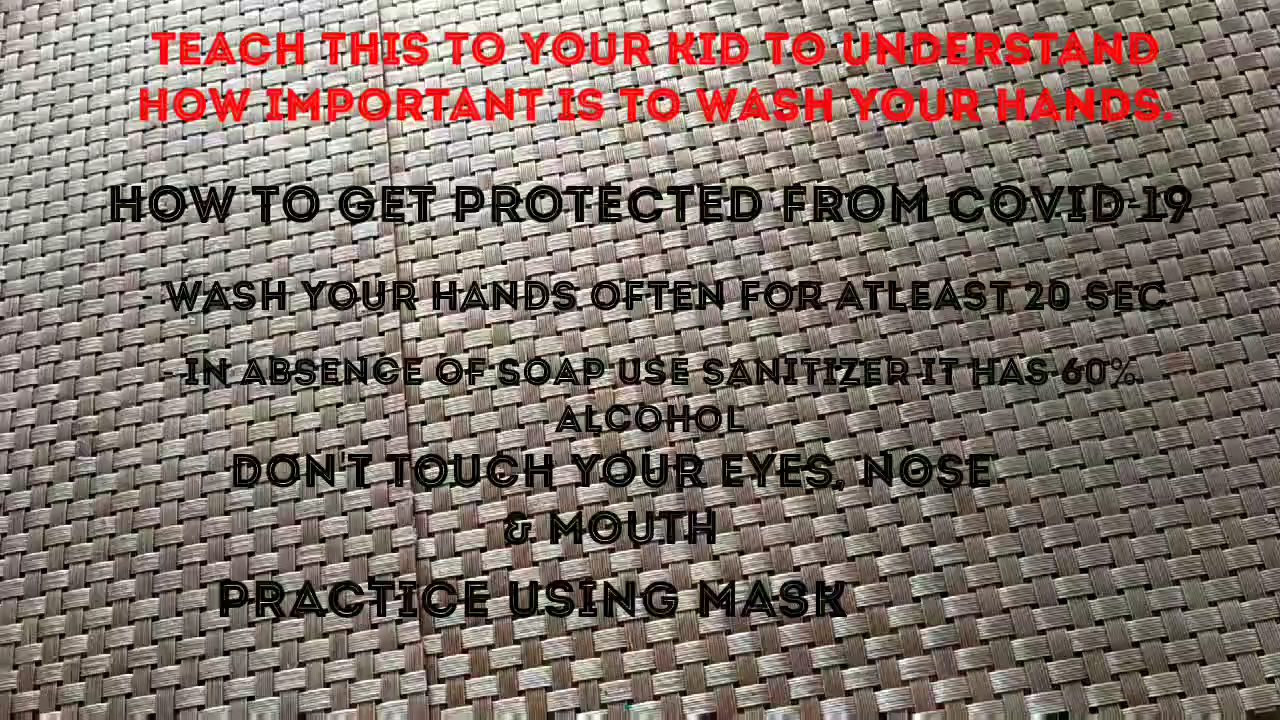 TEACH THIS TO YOUR KID TO UNDERSTAND
HOW IMPORTANT IS TO WASH YOUR HANDS.
HOW TO GET PROTECTED FROM COVID-19
- WASH YOUR HANDS OFTEN FOR ATLEAST 20 SEC
- IN ABSENCE OF SOAP USE SANITIZER IT HAS 60%
ALCOHOL
DON'T TOUCH YOUR EYES, NOSE
& MOUTH
PRACTICE USING MASK